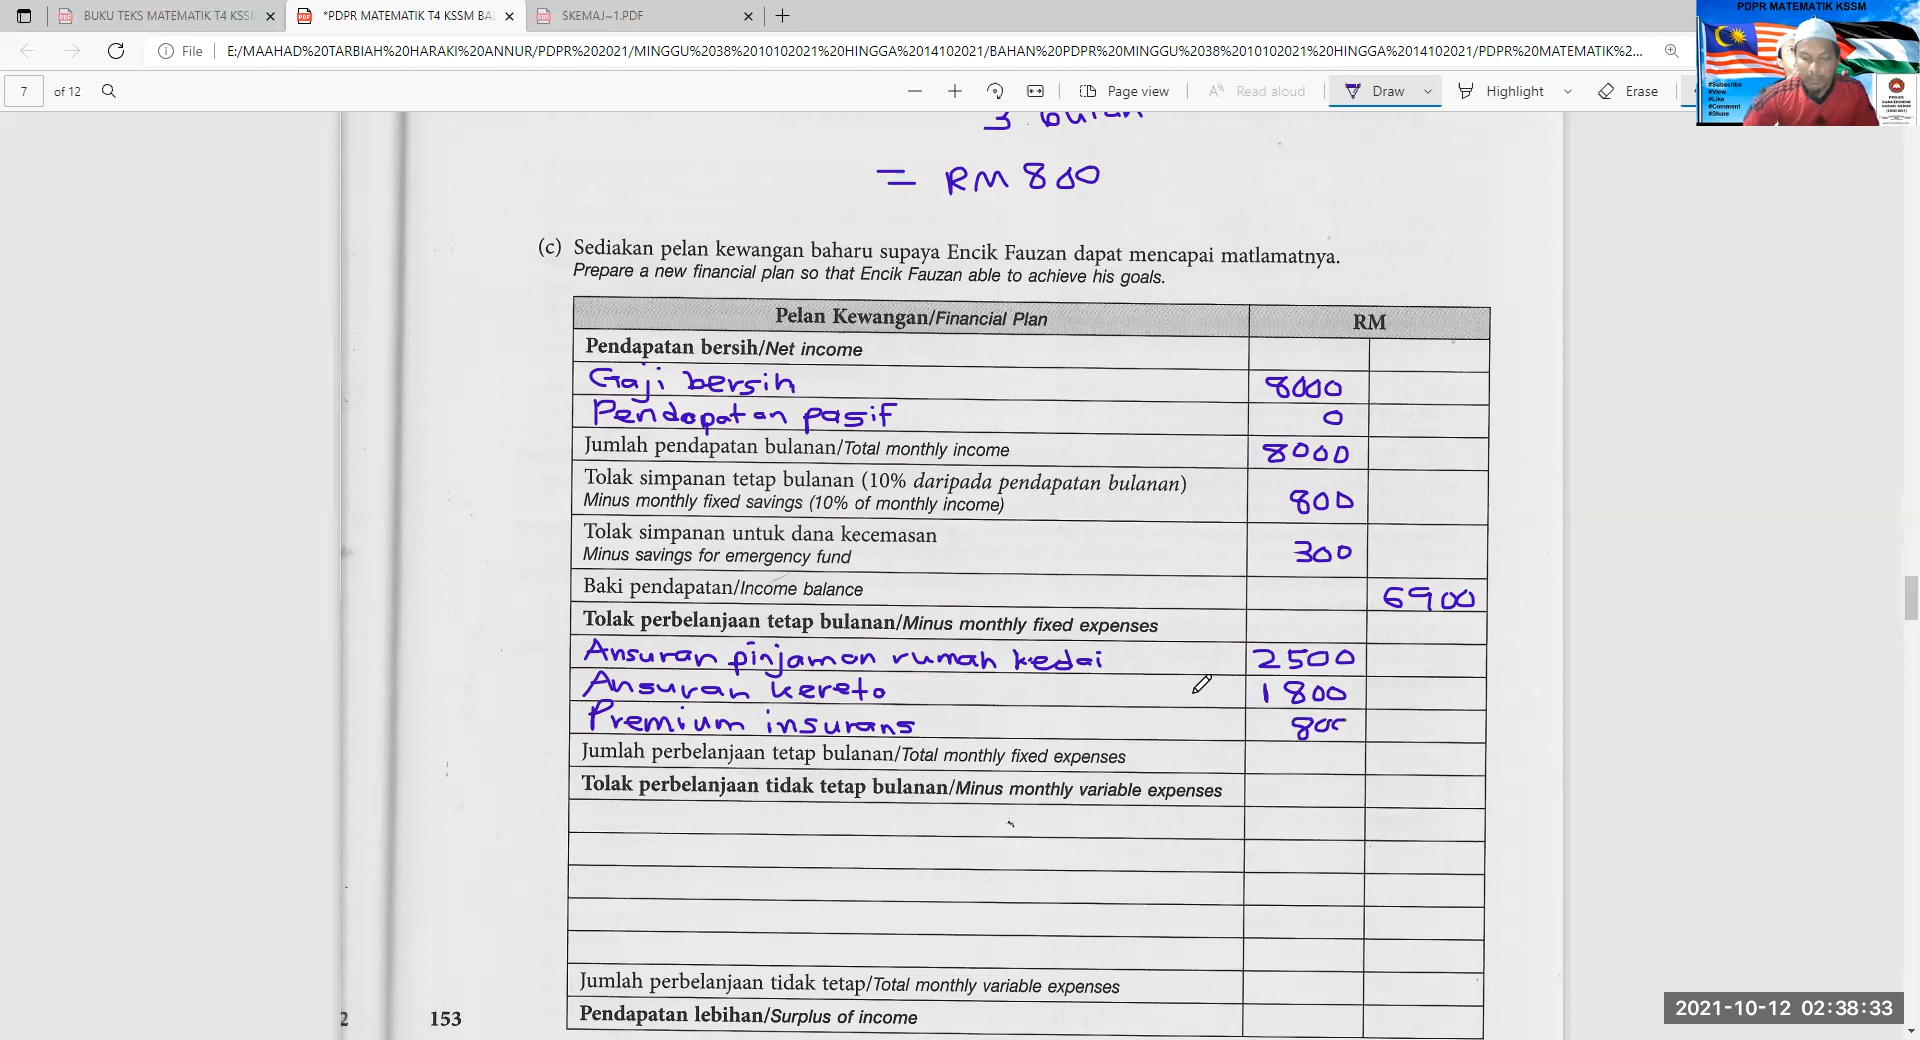 BUKU TEKS MATEMATIK T4 KSS
*PDPR MATEMATIK T4 KSSM BA
SKEMAJ~1.PDF
File
E:/MAAHAD%20TARBIAH%20HARAKI%20ANNUR/PDPR%202021/MINGGU%2038%2010102021%20HINGGA%2014102021/BAHAN%20PDPR%20MINGGU%2038%2010102021%20HINGGA%2014102021/PDPR%20MATEMATIK%2...
7 of 12
Page view
Read aloud
Draw
Highlight
Erase
PDPR MATEMATIK KSSM
#Subscribe
#View
#Like
#Comment
#Share
3 bulan
= RM 800
(c) Sediakan pelan kewangan baharu supaya Encik Fauzan dapat mencapai matlamatnya.
Prepare a new financial plan so that Encik Fauzan able to achieve his goals.
Pelan Kewangan/Financial Plan RM
Pendapatan bersih/Net income
Gaji bersih 8000
Pendapatan pasif 0
Jumlah pendapatan bulanan/Total monthly income 8000
Tolak simpanan tetap bulanan (10% daripada pendapatan bulanan)
Minus monthly fixed savings (10% of monthly income) 800
Tolak simpanan untuk dana kecemasan
Minus savings for emergency fund 300
Baki pendapatan/Income balance 6900
Tolak perbelanjaan tetap bulanan/Minus monthly fixed expenses
Ansuran pinjaman rumah kedai 2500
Ansuran kereta 1800
Premium insurans 800
Jumlah perbelanjaan tetap bulanan/Total monthly fixed expenses
Tolak perbelanjaan tidak tetap bulanan/Minus monthly variable expenses
Jumlah perbelanjaan tidak tetap/Total monthly variable expenses
Pendapatan lebihan/Surplus of income
2 153
2021-10-12 02:38:33